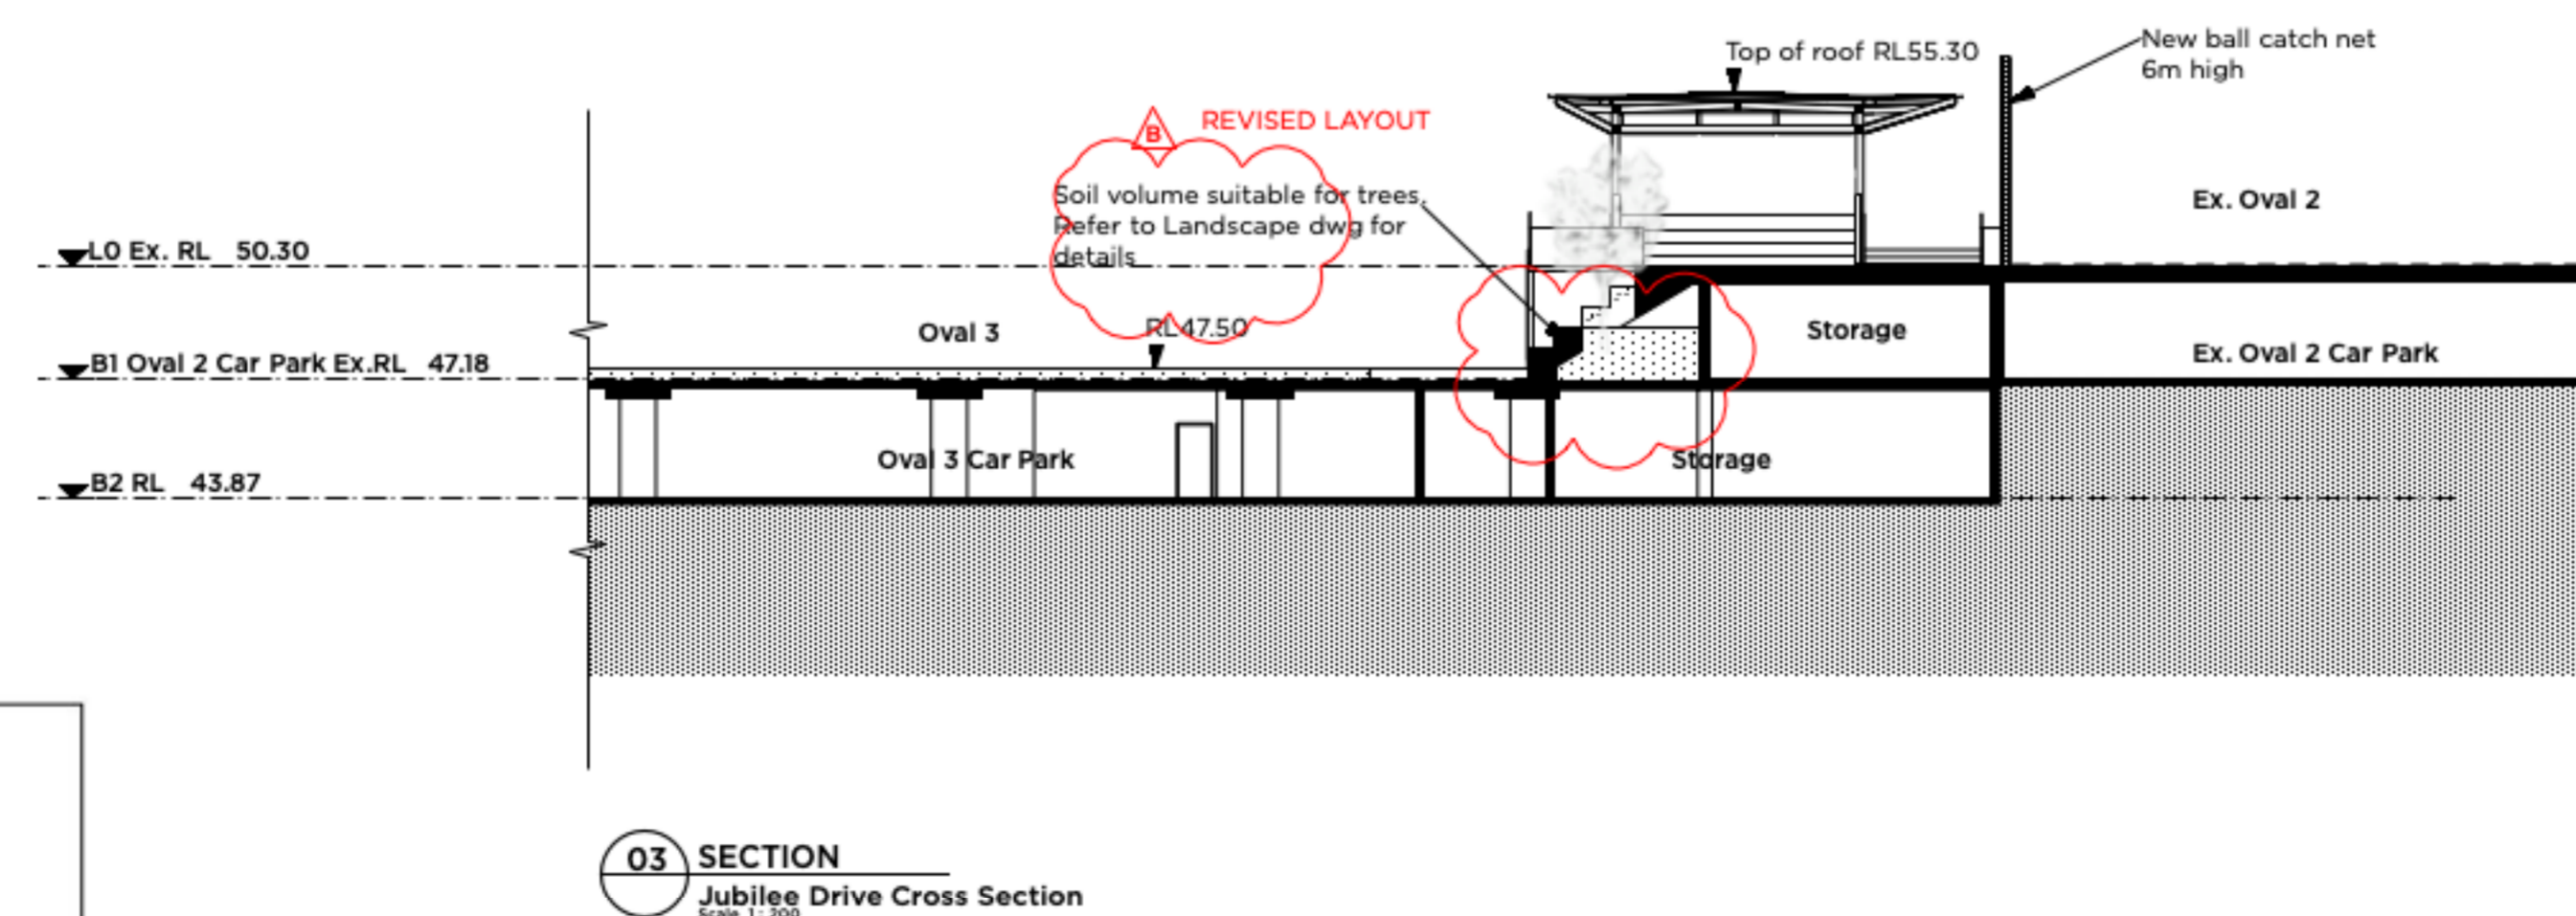 Top of roof RL55.30
New ball catch net
6m high
B
REVISED LAYOUT
Soil volume suitable for trees.
Refer to Landscape dwg for
details
Ex. Oval 2
L0 Ex. RL 50.30
Oval 3
RL47.50
Storage
Ex. Oval 2 Car Park
B1 Oval 2 Car Park Ex.RL 47.18
Oval 3 Car Park
Storage
B2 RL 43.87
03
SECTION
Jubilee Drive Cross Section
Scale 1 : 200